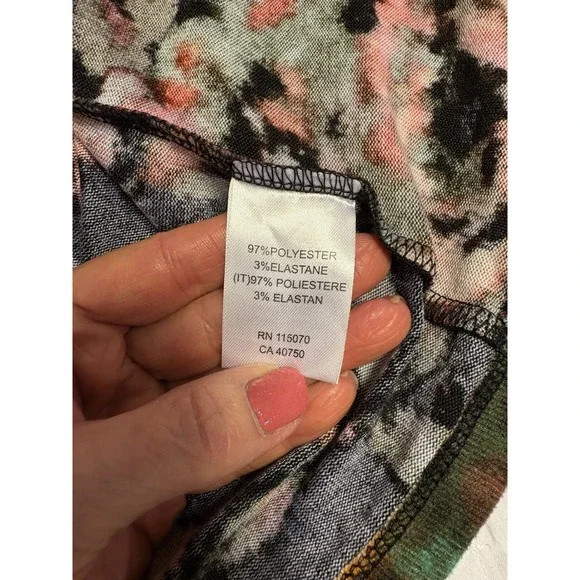 97%POLYESTER
3%ELASTANE
(IT)97% POLIESTERE
3% ELASTAN
RN 115070
CA 40750